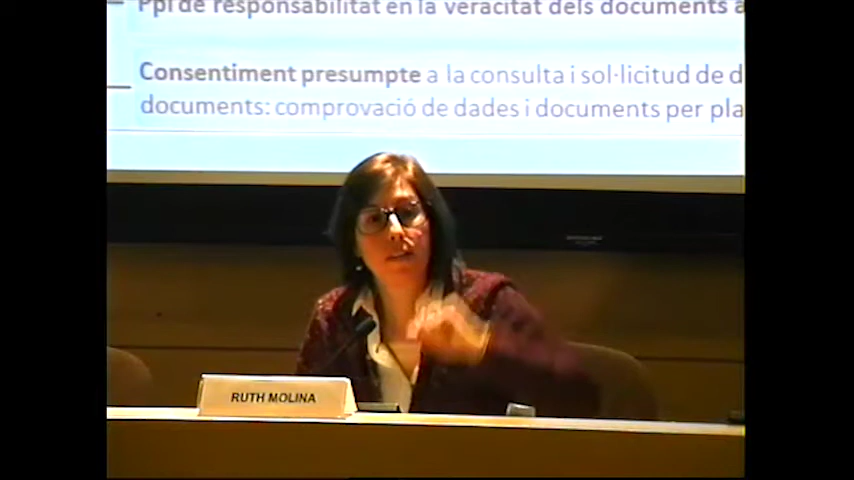 Ppi de responsabilitat en la veracitat dels documents a
Consentiment presumpte a la consulta i sol·licitud de d
documents: comprovació de dades i documents per pla
RUTH MOLINA